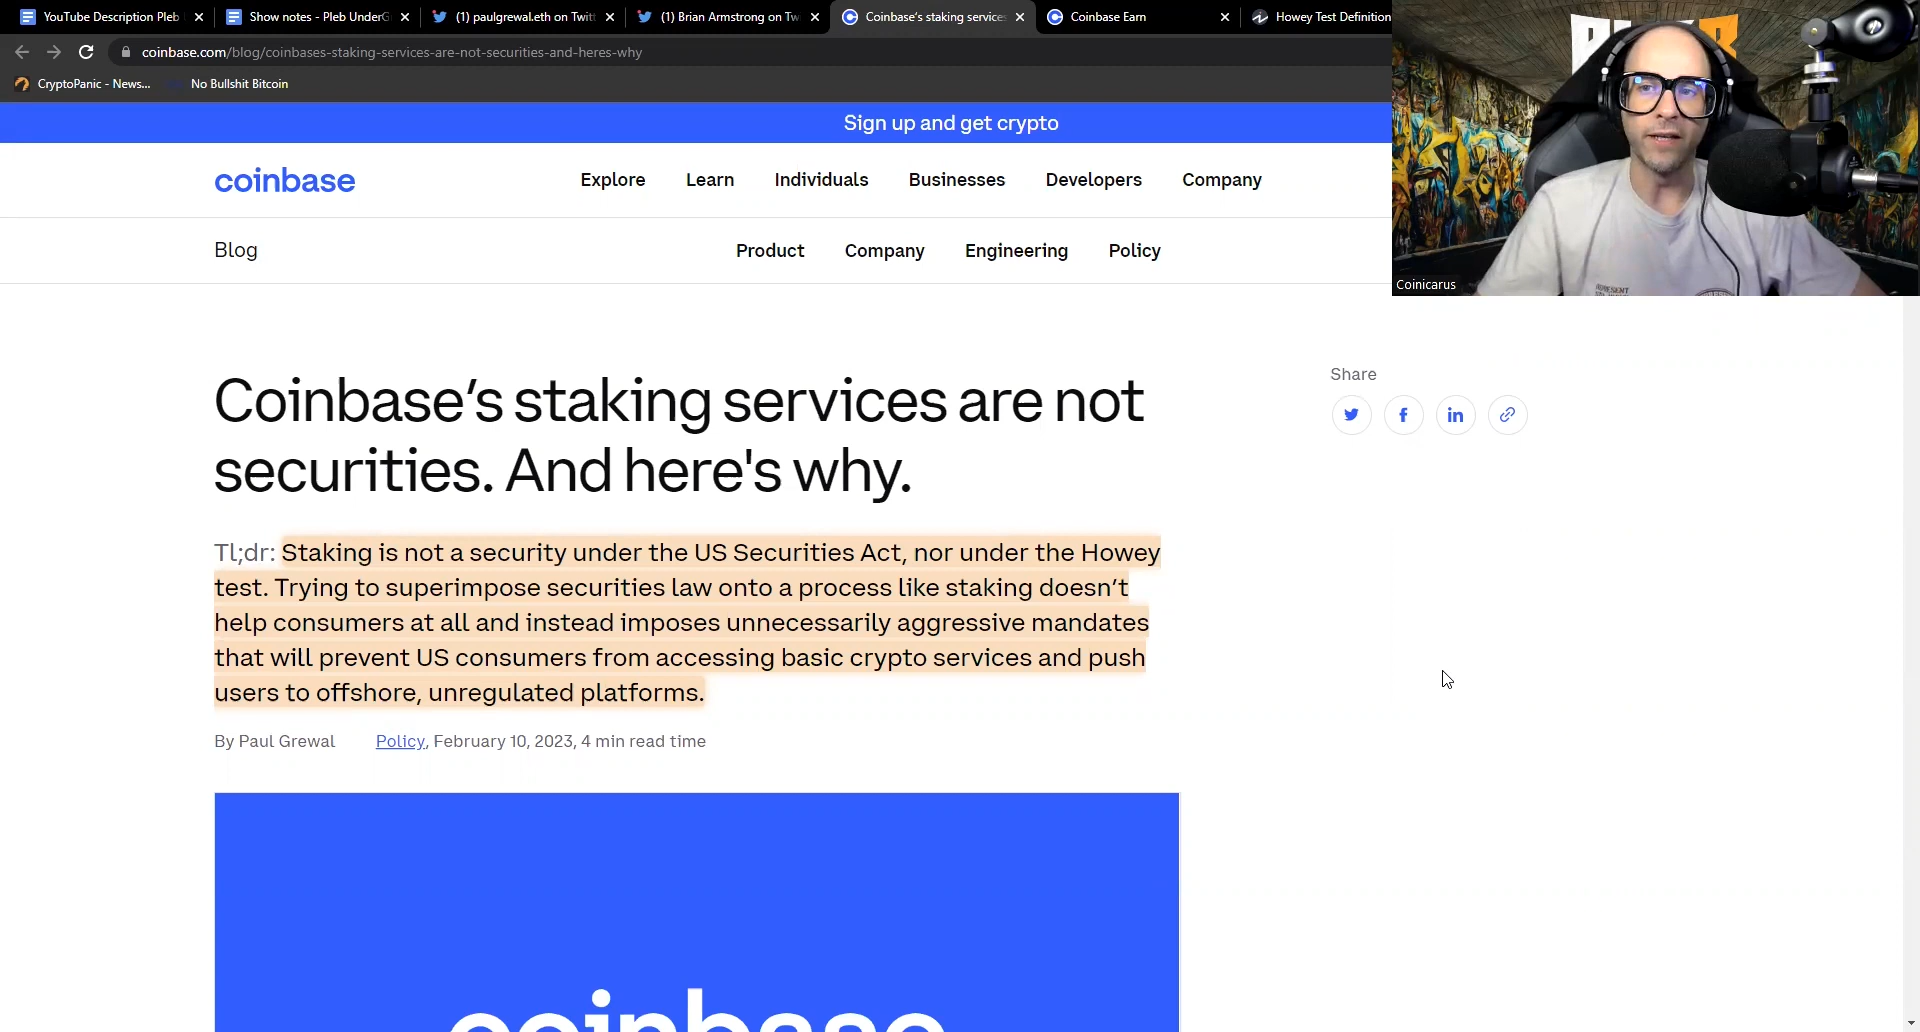 YouTube Description Pleb
Show notes - Pleb UnderG
(1) paulgrewal.eth on Twitt
(1) Brian Armstrong on Tw
Coinbase's staking services
Coinbase Earn
Howey Test Definition
coinbase.com/blog/coinbases-staking-services-are-not-securities-and-heres-why
CryptoPanic - News...
No Bullshit Bitcoin
Sign up and get crypto
coinbase
Explore
Learn
Individuals
Businesses
Developers
Company
Coinicarus
Blog
Product
Company
Engineering
Policy
Coinbase’s staking services are not
securities. And here's why.
Share
Tl;dr: Staking is not a security under the US Securities Act, nor under the Howey
test. Trying to superimpose securities law onto a process like staking doesn’t
help consumers at all and instead imposes unnecessarily aggressive mandates
that will prevent US consumers from accessing basic crypto services and push
users to offshore, unregulated platforms.
By Paul Grewal
Policy, February 10, 2023, 4 min read time
coinbase